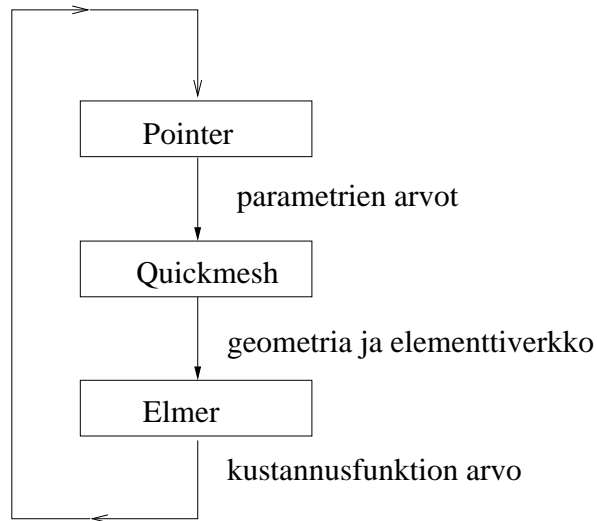 Pointer
parametrien arvot
Quickmesh
geometria ja elementtiverkko
Elmer
kustannusfunktion arvo